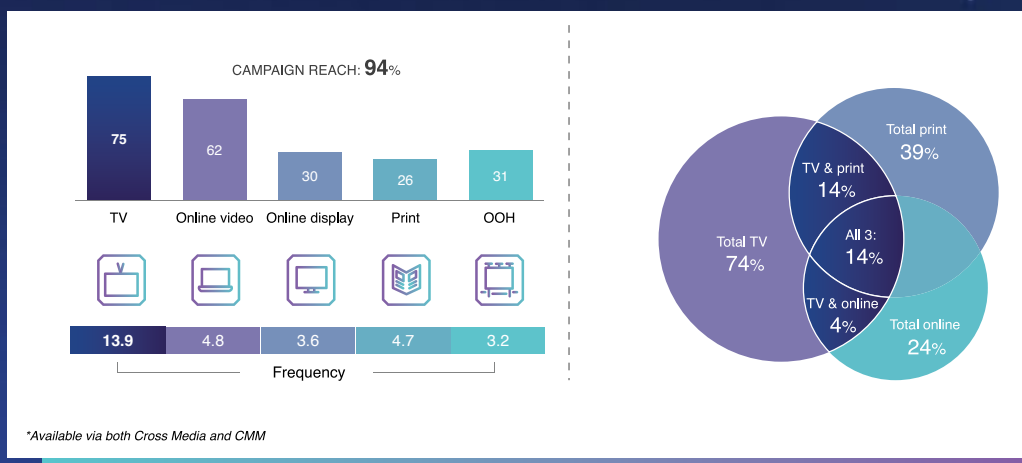 CAMPAIGN REACH: 94%
75
62
30
26
31
TV
Online video
Online display
Print
OOH
13.9
4.8
3.6
4.7
3.2
Frequency
Total print
39%
TV & print
14%
Total TV
74%
All 3:
14%
TV & online
4%
Total online
24%
*Available via both Cross Media and CMM